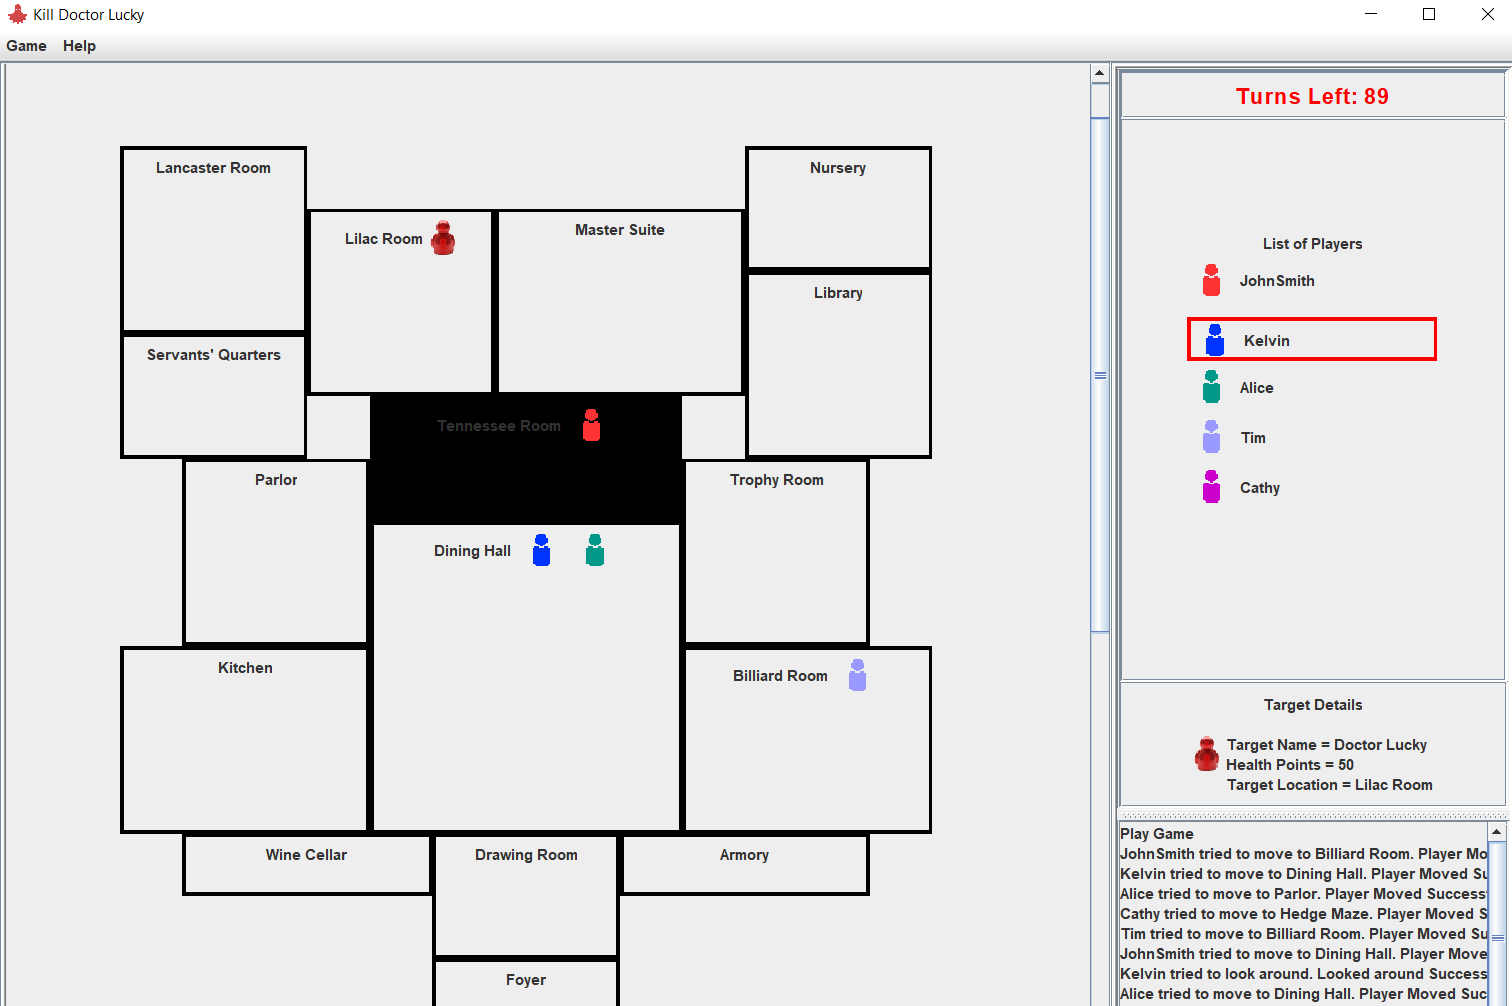 Kill Doctor Lucky
Game Help
Lancaster Room
Nursery
Lilac Room
Master Suite
Library
Servants' Quarters
Tennessee Room
Parlor
Trophy Room
Dining Hall
Kitchen
Billiard Room
Wine Cellar
Drawing Room
Armory
Foyer
Turns Left: 89
List of Players
JohnSmith
Kelvin
Alice
Tim
Cathy
Target Details
Target Name = Doctor Lucky
Health Points = 50
Target Location = Lilac Room
Play Game
JohnSmith tried to move to Billiard Room. Player Mo
Kelvin tried to move to Dining Hall. Player Moved Su
Alice tried to move to Parlor. Player Moved Success
Cathy tried to move to Hedge Maze. Player Moved S
Tim tried to move to Billiard Room. Player Moved Su
JohnSmith tried to move to Dining Hall. Player Move
Kelvin tried to look around. Looked around Success
Alice tried to move to Dining Hall. Player Moved Suc